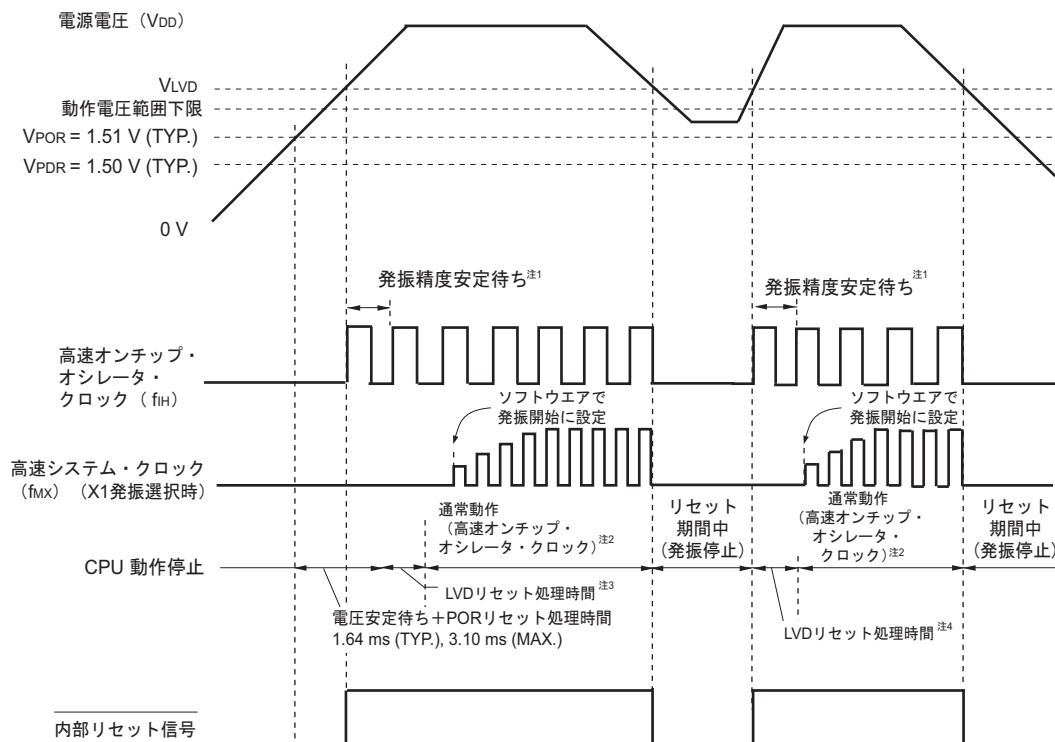 電源電圧（VDD）
VLVD
動作電圧範囲下限
VPOR = 1.51 V (TYP.)
VPDR = 1.50 V (TYP.)
0 V
発振精度安定待ち注1
発振精度安定待ち注1
高速オンチップ・
オシレータ・
クロック（fIH）
ソフトウエアで
発振開始に設定
ソフトウエアで
発振開始に設定
高速システム・クロック
（fMX）（X1発振選択時）
通常動作
（高速オンチップ・
オシレータ・クロック）注2
リセット
期間中
（発振停止）
通常動作
（高速オンチップ・
オシレータ・
クロック）注2
リセット
期間中
（発振停止）
CPU 動作停止
LVDリセット処理時間注3
電圧安定待ち＋PORリセット処理時間
1.64 ms (TYP.), 3.10 ms (MAX.)
LVDリセット処理時間注4
内部リセット信号